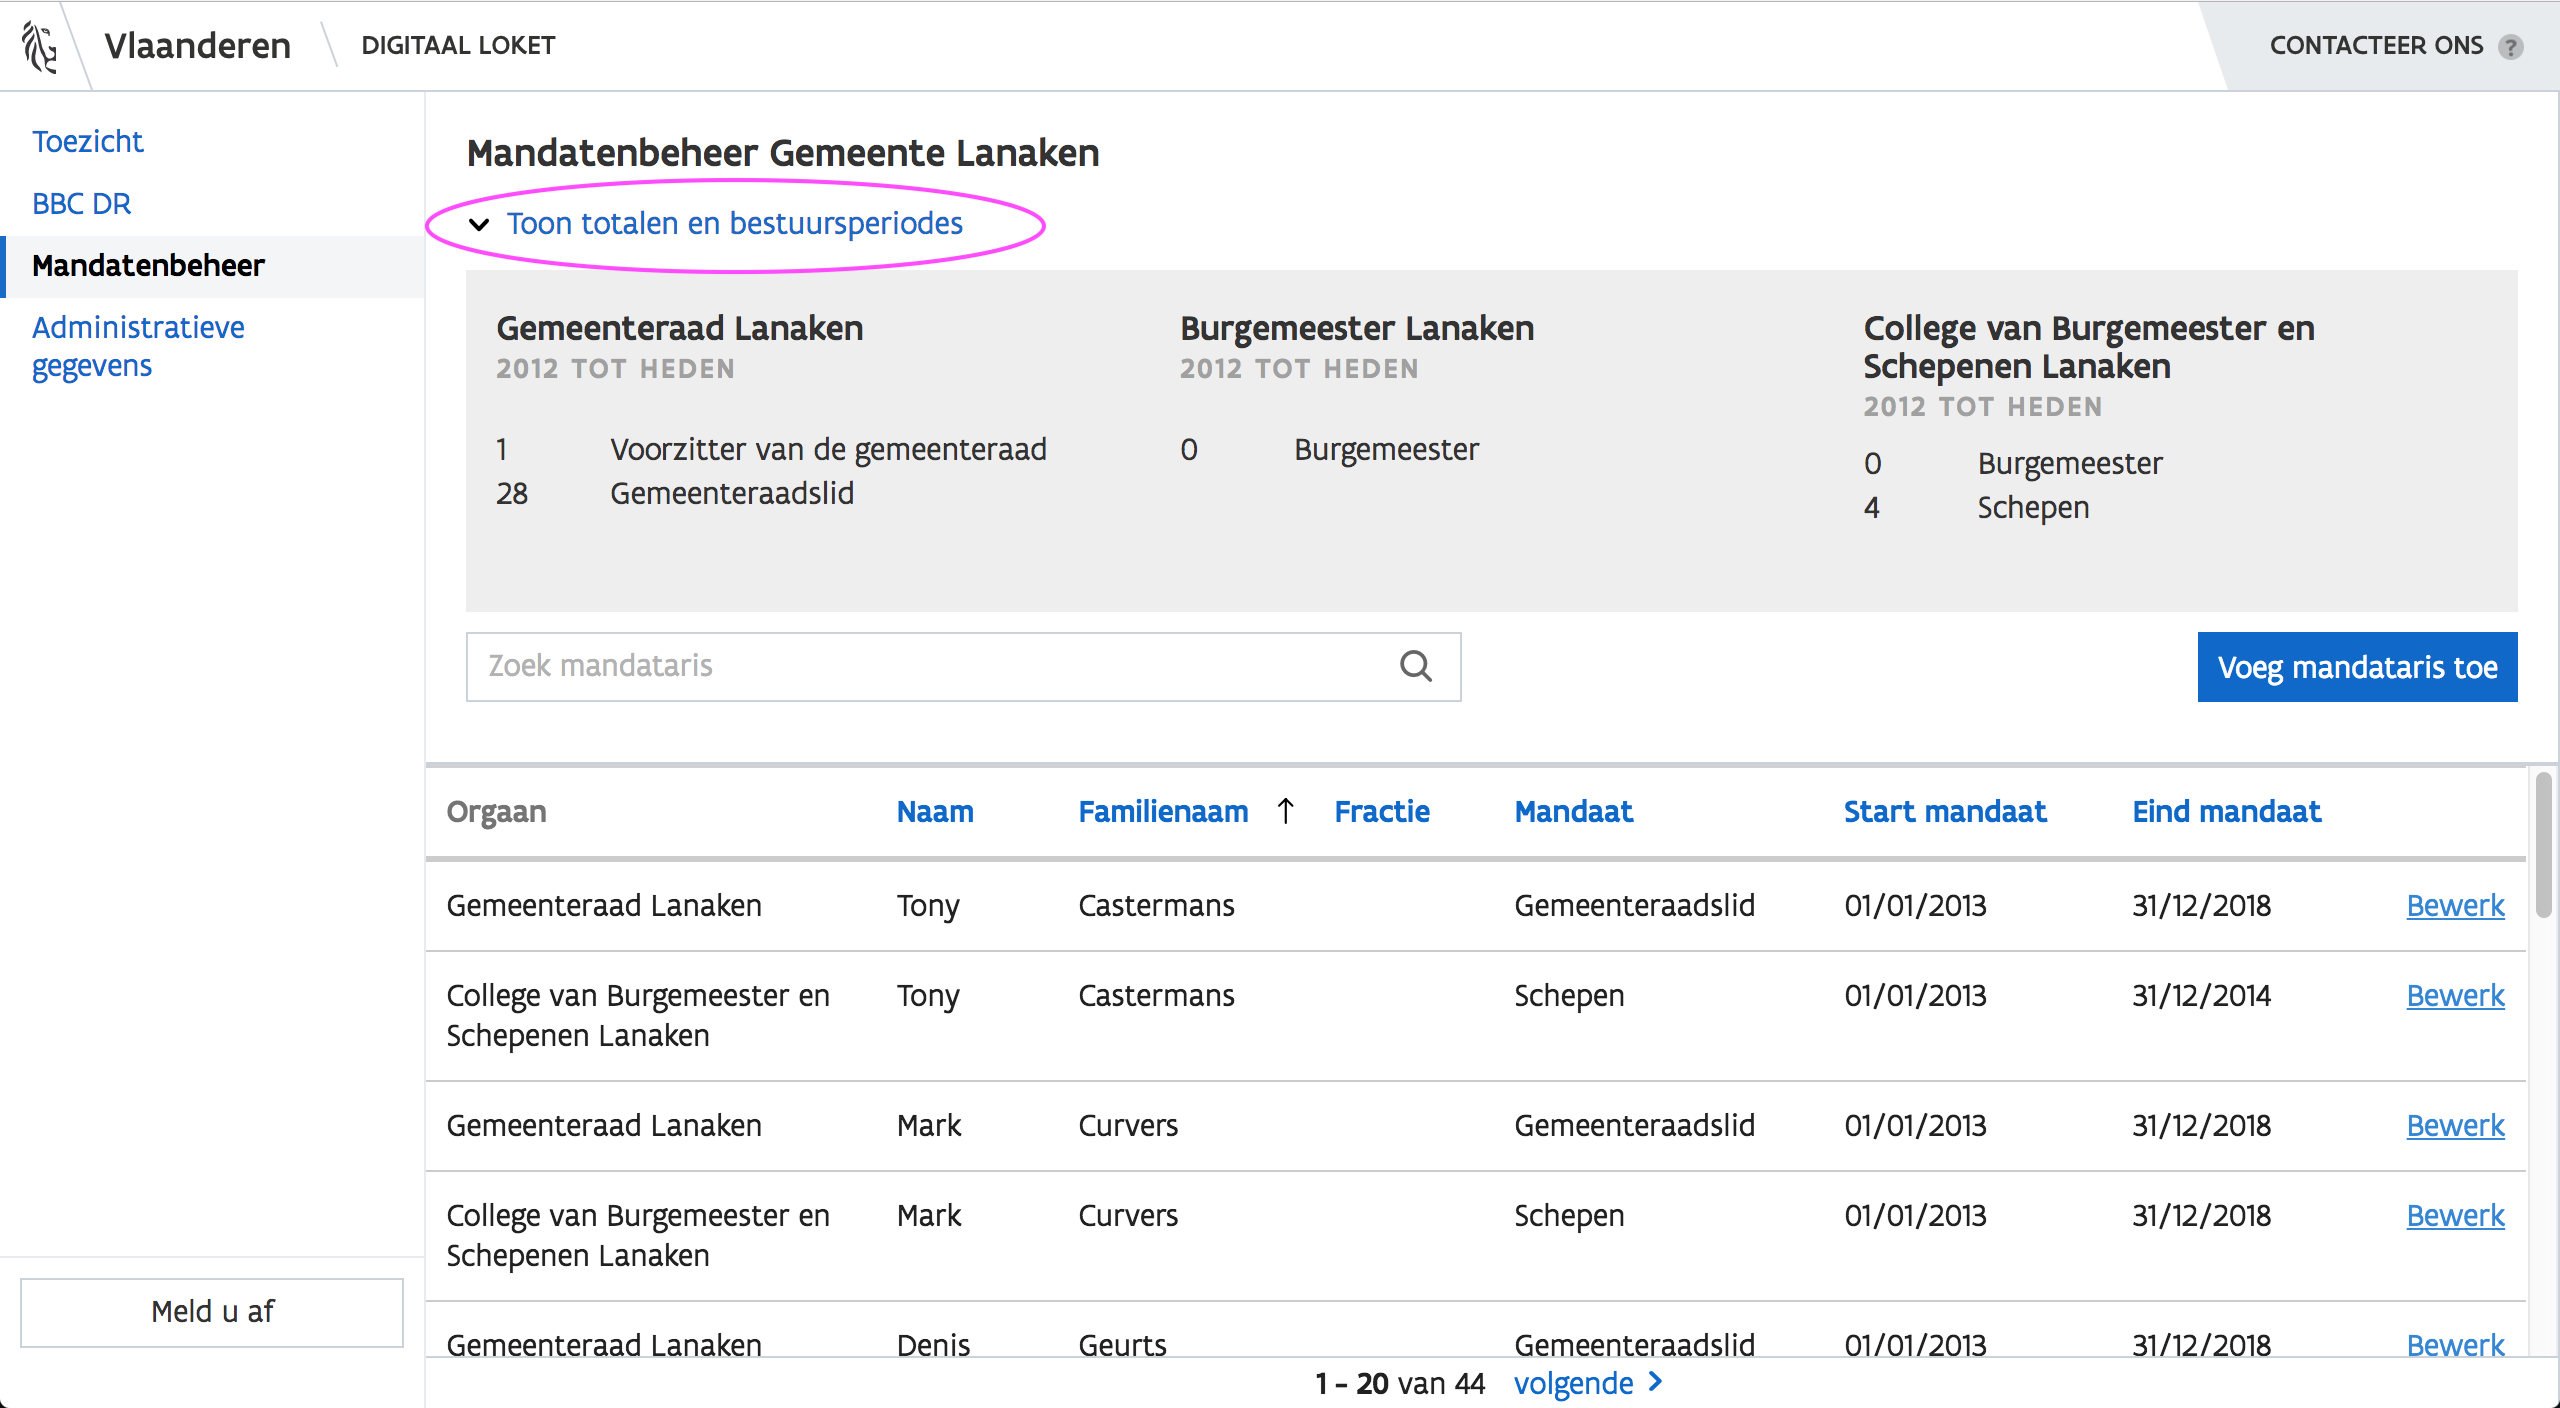 Vlaanderen
DIGITAAL LOKET
CONTACTEER ONS ?
Toezicht
BBC DR
Mandatenbeheer
Administratieve
gegevens
Meld u af
Mandatenbeheer Gemeente Lanaken
Toon totalen en bestuursperiodes
Gemeenteraad Lanaken
2012 TOT HEDEN
1 Voorzitter van de gemeenteraad
28 Gemeenteraadslid
Burgemeester Lanaken
2012 TOT HEDEN
0 Burgemeester
College van Burgemeester en
Schepenen Lanaken
2012 TOT HEDEN
0 Burgemeester
4 Schepen
Zoek mandataris
Voeg mandataris toe
Orgaan Naam Familienaam ↑ Fractie Mandaat Start mandaat Eind mandaat
Gemeenteraad Lanaken Tony Castermans Gemeenteraadslid 01/01/2013 31/12/2018 Bewerk
College van Burgemeester en Tony Castermans Schepen 01/01/2013 31/12/2014 Bewerk
Schepenen Lanaken
Gemeenteraad Lanaken Mark Curvers Gemeenteraadslid 01/01/2013 31/12/2018 Bewerk
College van Burgemeester en Mark Curvers Schepen 01/01/2013 31/12/2018 Bewerk
Schepenen Lanaken
Gemeenteraad Lanaken Denis Geurts Gemeenteraadslid 01/01/2013 31/12/2018 Bewerk
1 - 20 van 44 volgende